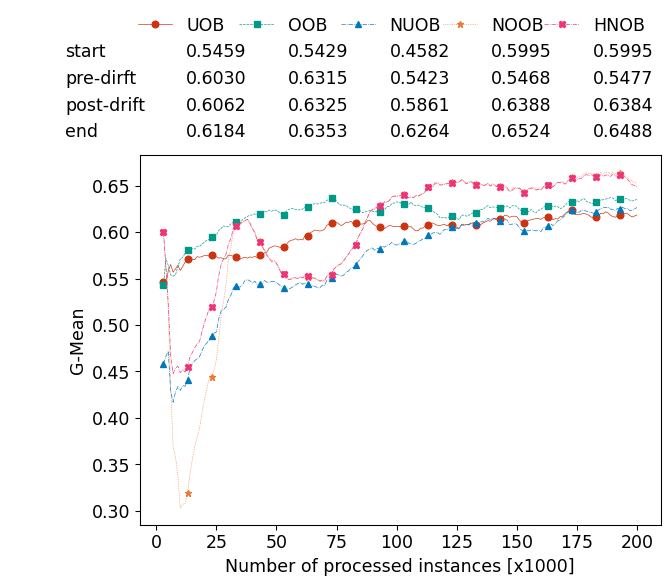 UOB OOB NUOB NOOB HNOB
start 0.5459 0.5429 0.4582 0.5995 0.5995
pre-dirft 0.6030 0.6315 0.5423 0.5468 0.5477
post-drift 0.6062 0.6325 0.5861 0.6388 0.6384
end 0.6184 0.6353 0.6264 0.6524 0.6488
0.65
0.60
0.55
0.50
0.45
0.40
0.35
0.30
G-Mean
0 25 50 75 100 125 150 175 200
Number of processed instances [x1000]